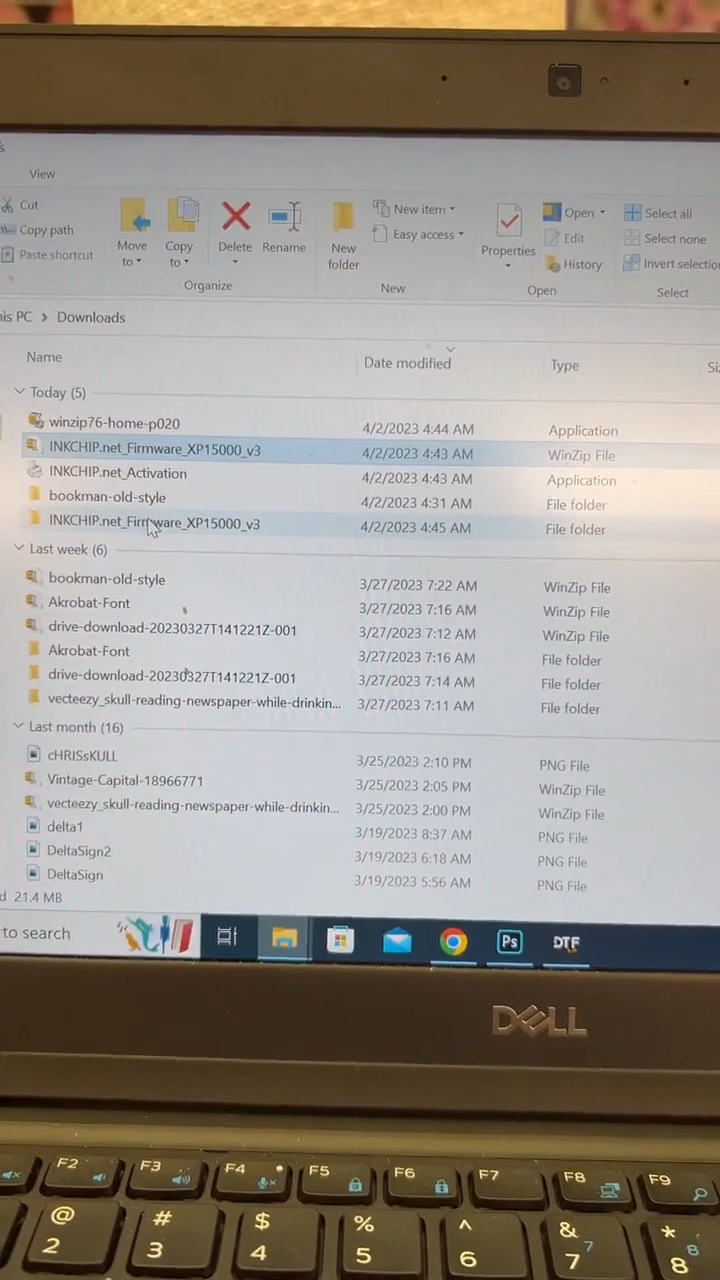 s
View
Cut
Copy path
Paste shortcut
Move to
Copy to
Delete
Rename
New folder
New item
Easy access
Properties
Open
Edit
History
Select all
Select none
Invert selectio
Organize
New
Open
Select
his PC > Downloads
Name Date modified Type Si
Today (5)
winzip76-home-p020 4/2/2023 4:44 AM Application
INKCHIP.net_Firmware_XP15000_v3 4/2/2023 4:43 AM WinZip File
INKCHIP.net_Activation 4/2/2023 4:43 AM Application
bookman-old-style 4/2/2023 4:31 AM File folder
INKCHIP.net_Firmware_XP15000_v3 4/2/2023 4:45 AM File folder
Last week (6)
bookman-old-style 3/27/2023 7:22 AM WinZip File
Akrobat-Font 3/27/2023 7:16 AM WinZip File
drive-download-20230327T141221Z-001 3/27/2023 7:12 AM WinZip File
Akrobat-Font 3/27/2023 7:16 AM File folder
drive-download-20230327T141221Z-001 3/27/2023 7:14 AM File folder
vecteezy_skull-reading-newspaper-while-drinkin... 3/27/2023 7:11 AM File folder
Last month (16)
cHRISsKULL 3/25/2023 2:10 PM PNG File
Vintage-Capital-18966771 3/25/2023 2:05 PM WinZip File
vecteezy_skull-reading-newspaper-while-drinkin... 3/25/2023 2:00 PM WinZip File
delta1 3/19/2023 8:37 AM PNG File
DeltaSign2 3/19/2023 6:18 AM PNG File
DeltaSign 3/19/2023 5:56 AM PNG File
d 21.4 MB
to search
Ps
DTF
DELL
F2 F3 F4 F5 F6 F7 F8 F9
@ # $ % ^ & *
2 3 4 5 6 7 7 8 8